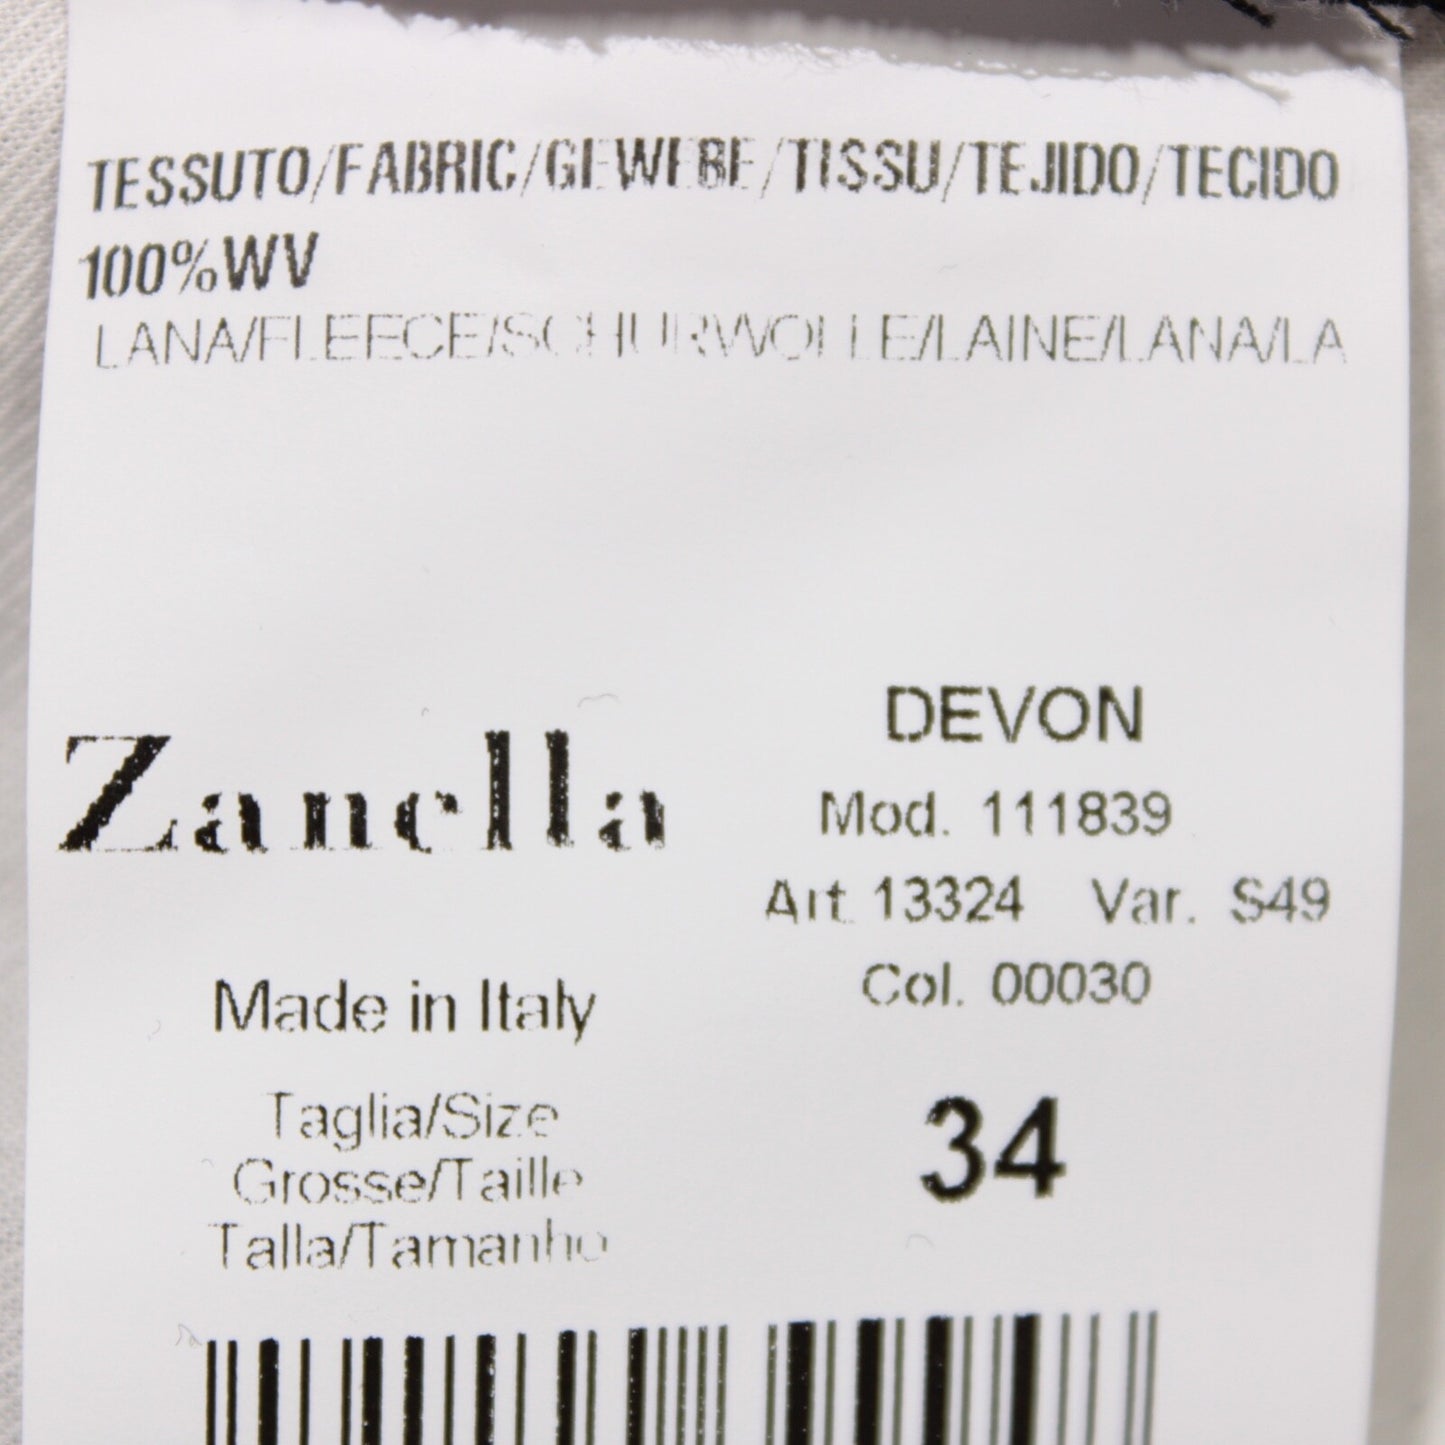 TESSUTO/FABRIC/GEWEBE/TISSU/TEJIDO/TECIDO
100%WV
LANA/FLEECE/SCHURWOLLE/LAINE/LANA/LA
Zanella
Made in Italy
Taglia/Size
Grosse/Taille
Talla/Tamanho
DEVON
Mod. 111839
Art. 13324 Var. S49
Col. 00030
34